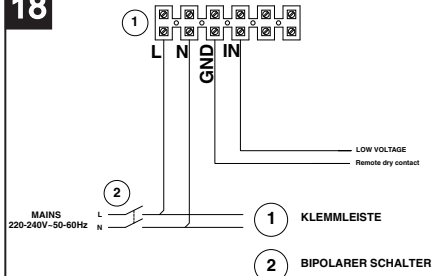 18
1
L N GND IN
LOW VOLTAGE
Remote dry contact
2
MAINS
220-240V~50-60Hz
L
N
1 KLEMMLEISTE
2 BIPOLARER SCHALTER